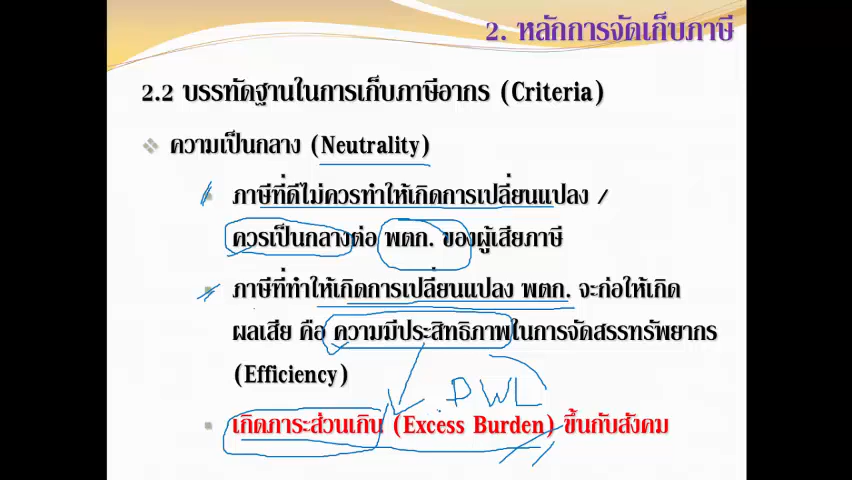 2. หลักการจัดเก็บภาษี
2.2 บรรทัดฐานในการเก็บภาษีอากร (Criteria)
ความเป็นกลาง (Neutrality)
ภาษีที่ดีไม่ควรทำให้เกิดการเปลี่ยนแปลง /
ควรเป็นกลางต่อ พตก. ของผู้เสียภาษี
ภาษีที่ทำให้เกิดการเปลี่ยนแปลง พตก. จะก่อให้เกิด
ผลเสีย คือ ความมีประสิทธิภาพในการจัดสรรทรัพยากร
(Efficiency)
DWL
เกิดภาระส่วนเกิน (Excess Burden) ขึ้นกับสังคม